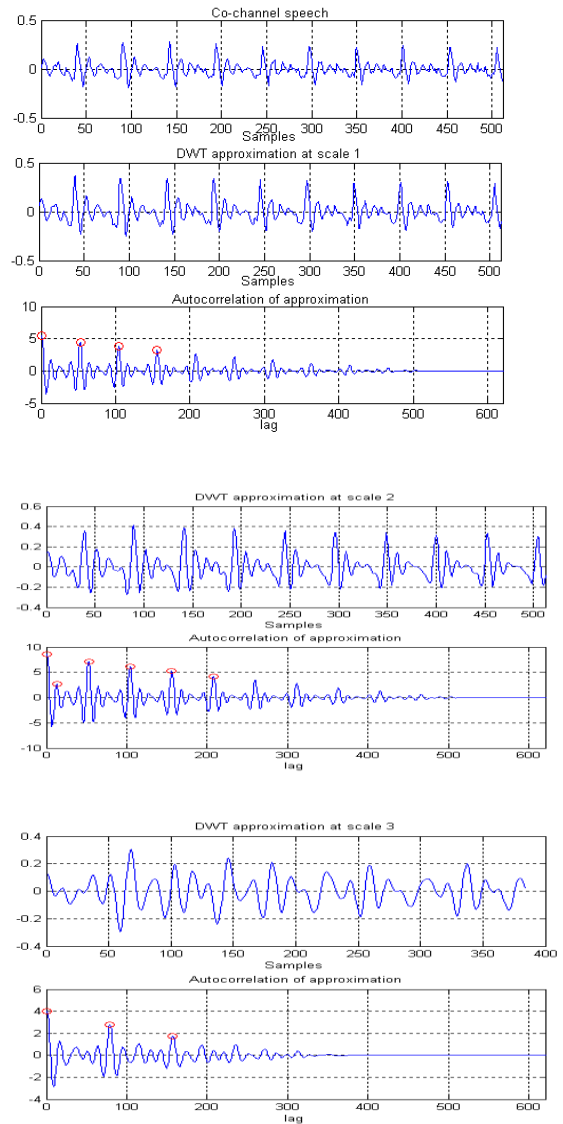 Co-channel speech
0.5
0
-0.5
0 50 100 150 200 250 300 350 400 450 500
Samples
DWT approximation at scale 1
0.5
0
-0.5
0 50 100 150 200 250 300 350 400 450 500
Samples
Autocorrelation of approximation
10
5
0
-5
0 100 200 300 400 500 600
lag
DWT approximation at scale 2
0.6
0.4
0.2
0
-0.2
-0.4
0 50 100 150 200 250 300 350 400 450 500
Samples
Autocorrelation of approximation
10
5
0
-5
-10
0 100 200 300 400 500 600
lag
DWT approximation at scale 3
0.4
0.2
0
-0.2
-0.4
0 50 100 150 200 250 300 350 400
Samples
Autocorrelation of approximation
6
4
2
0
-2
-4
0 100 200 300 400 500 600
lag